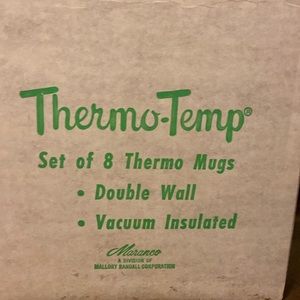 Thermo-Temp®
Set of 8 Thermo Mugs
• Double Wall
• Vacuum Insulated
Maranco
A DIVISION OF
MALLORY RANDALL CORPORATION